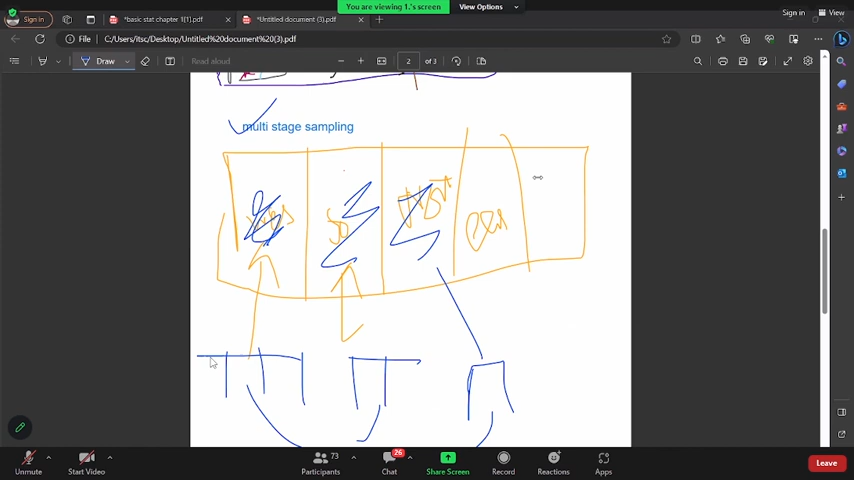 You are viewing 1.'s screen
View Options
Sign in
*basic stat chapter 1[1].pdf
*Untitled document (3).pdf
Sign in
View
File
C:/Users/itsc/Desktop/Untitled%20document%20(3).pdf
Draw
Read aloud
2
of 3
multi stage sampling
Unmute
Start Video
73
Participants
26
Chat
Share Screen
Record
Reactions
Apps
Leave